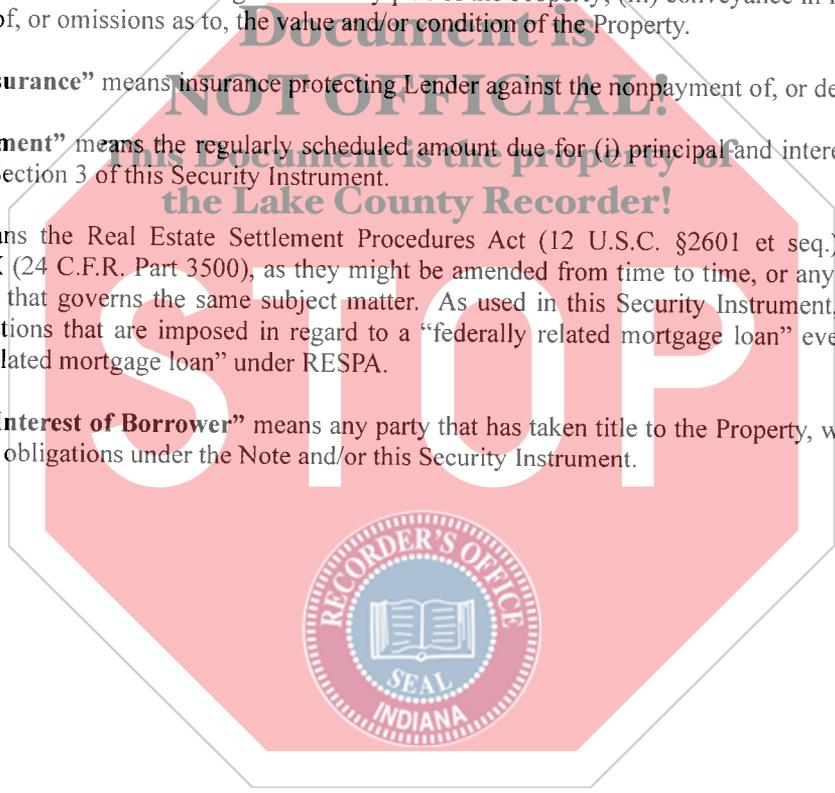 of, or omissions as to, the value and/or condition of the Property.
Document is
surance” means insurance protecting Lender against the nonpayment of, or de
NOT OFFICIAL!
ment” means the regularly scheduled amount due for (i) principal and intere
This Document is the property of
ection 3 of this Security Instrument.
the Lake County Recorder!
ans the Real Estate Settlement Procedures Act (12 U.S.C. §2601 et seq.)
(24 C.F.R. Part 3500), as they might be amended from time to time, or any
that governs the same subject matter. As used in this Security Instrument,
tions that are imposed in regard to a “federally related mortgage loan” eve
lated mortgage loan” under RESPA.
STOP
nterest of Borrower” means any party that has taken title to the Property, w
obligations under the Note and/or this Security Instrument.
RECORDER'S OFFICE
SEAL
INDIANA